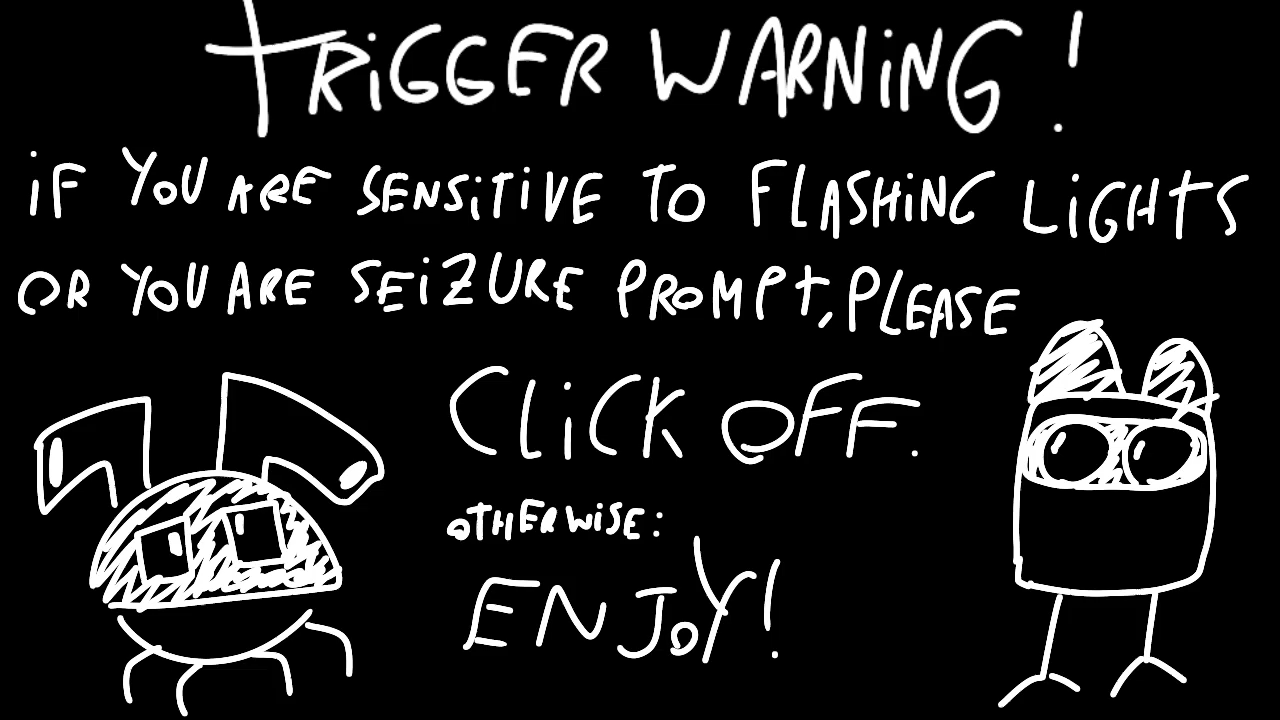 TRiGGER WARNiNG!
iF YOU ARE SENSiTiVE TO FLASHiNG LiGHTS
OR YOU ARE SEiZURE PROMPT, PLEASE
CLiCK OFF.
OTHERWiSE:
ENJOY!